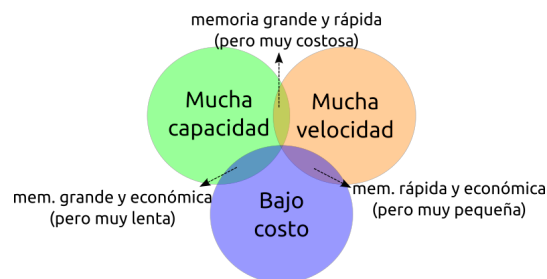 memoria grande y rápida
(pero muy costosa)
Mucha
capacidad
Mucha
velocidad
mem. grande y económica
(pero muy lenta)
mem. rápida y económica
(pero muy pequeña)
Bajo
costo